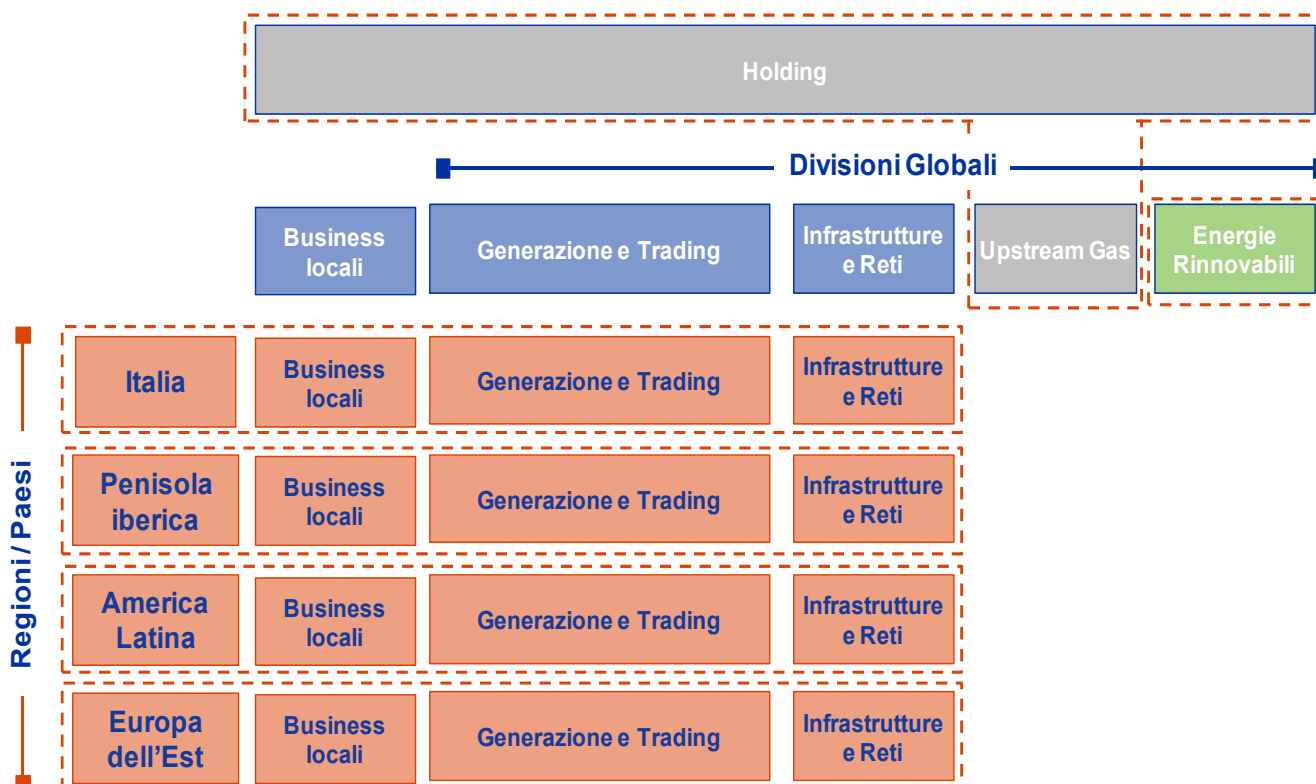 Holding
Divisioni Globali
Business
locali
Generazione e Trading
Infrastrutture
e Reti
Upstream Gas
Energie
Rinnovabili
Regioni / Paesi
Italia
Business
locali
Generazione e Trading
Infrastrutture
e Reti
Penisola
iberica
Business
locali
Generazione e Trading
Infrastrutture
e Reti
America
Latina
Business
locali
Generazione e Trading
Infrastrutture
e Reti
Europa
dell’Est
Business
locali
Generazione e Trading
Infrastrutture
e Reti